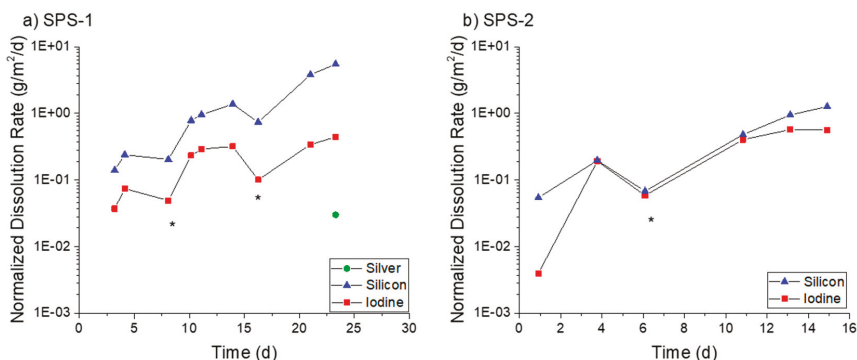 a) SPS-1
Normalized Dissolution Rate (g/m²/d)
1E+01
1E+00
1E-01
1E-02
1E-03
*
*
Silver
Silicon
Iodine
0 5 10 15 20 25 30
Time (d)
b) SPS-2
Normalized Dissolution Rate (g/m²/d)
1E+01
1E+00
1E-01
1E-02
1E-03
*
Silicon
Iodine
0 2 4 6 8 10 12 14 16
Time (d)